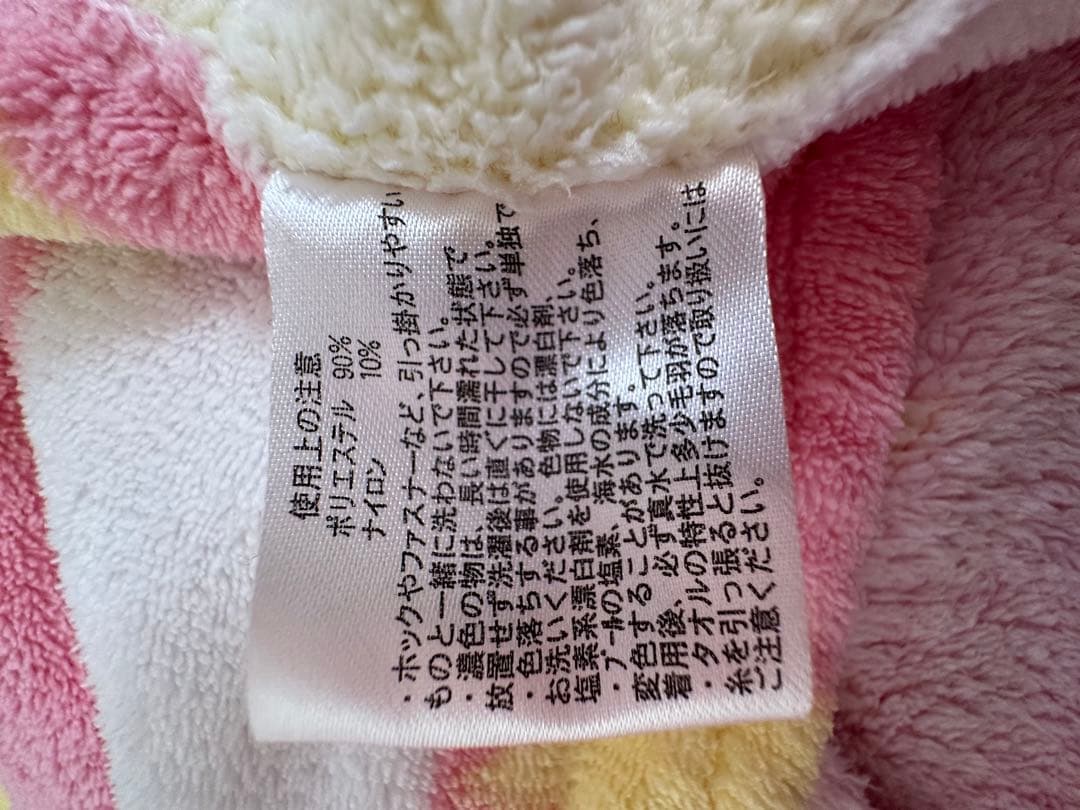 使用上の注意
ポリエステル 90%
ナイロン 10%
・ホックやファスナーなど、引っ掛かりやすい
ものと一緒に洗わないで下さい。
・濃色の物は、長い時間濡れた状態で
放置せず洗濯後は直ぐに干して下さい。
・色落ちする事がありますので必ず単独で
お洗いください。色物には漂白剤、
塩素系漂白剤を使用しないで下さい。
・プールの塩素、海水の成分により色落ち、
変色することがあります。
着用後、必ず真水で洗って下さい。
・タオルの特性上多少毛羽が落ちます。
糸を引っ張ると抜けますので取り扱いには
ご注意ください。